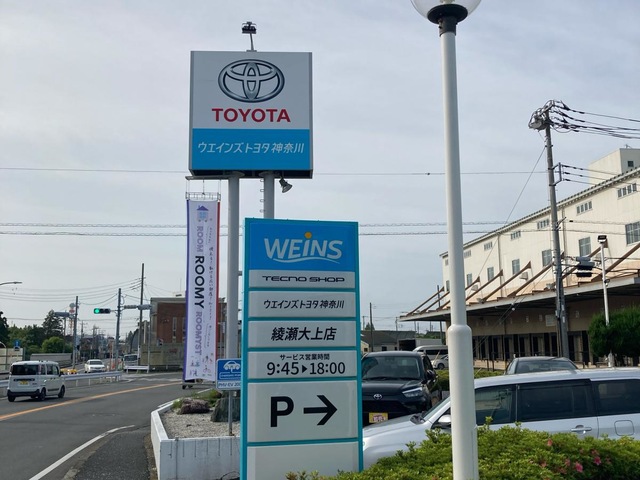 TOYOTA
ウエインズトヨタ神奈川
ROOM ROOMY ROOMYST
WEINS
TECNO SHOP
ウエインズトヨタ神奈川
綾瀬大上店
サービス営業時間
9:45▸18:00
P→